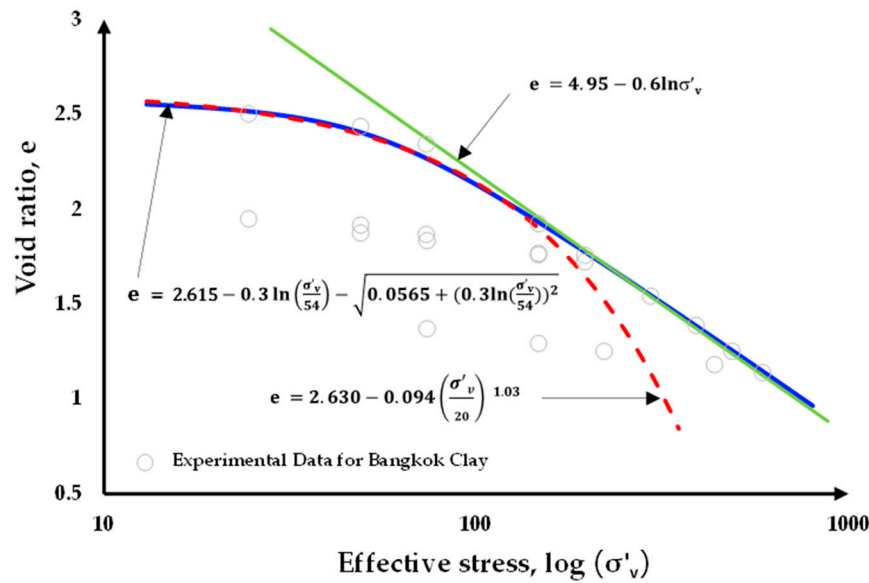 3
2.5
2
1.5
1
0.5
10
100
1000
Void ratio, e
Effective stress, log (σ'ᵥ)
e = 4.95 − 0.6lnσ'ᵥ
e = 2.615 − 0.3 ln(σ'ᵥ/54) − √(0.0565 + (0.3ln(σ'ᵥ/54))²)
e = 2.630 − 0.094(σ'ᵥ/20)^1.03
Experimental Data for Bangkok Clay